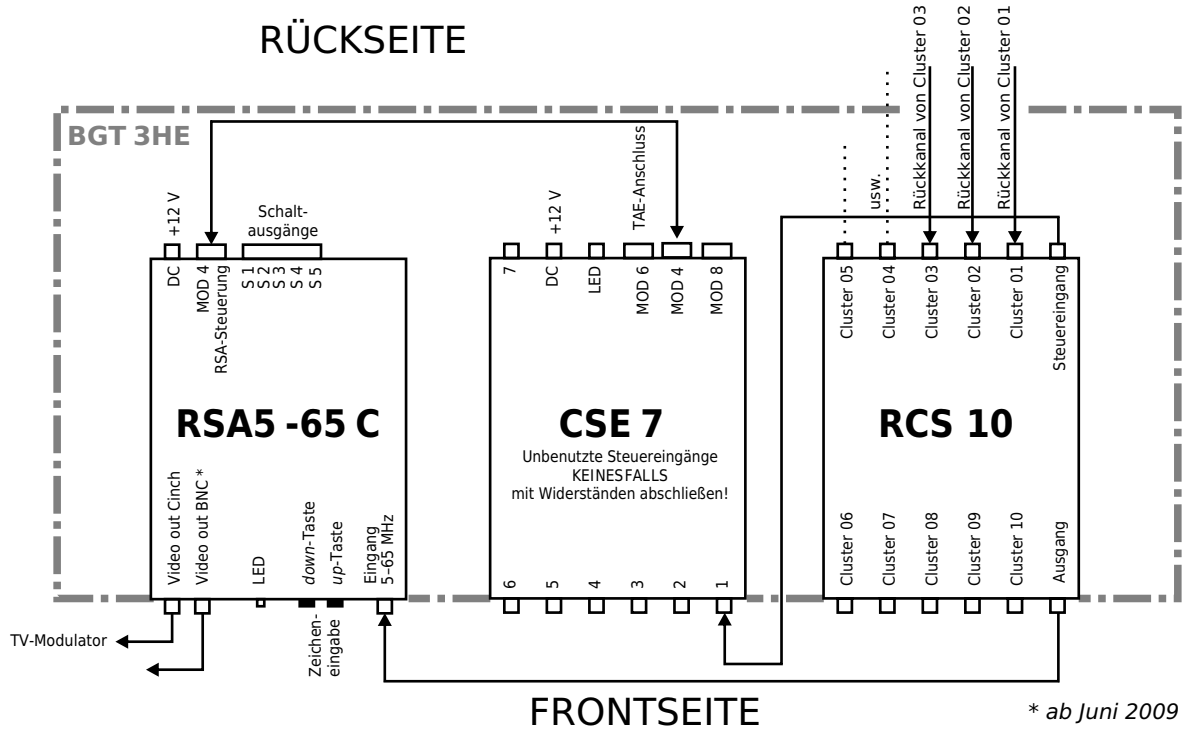 RÜCKSEITE
Rückkanal von Cluster 03
Rückkanal von Cluster 02
Rückkanal von Cluster 01
usw.
BGT 3HE
+12 V
Schalt-
ausgänge
+12 V
TAE-Anschluss
DC
MOD 4
RSA-Steuerung
S 1
S 2
S 3
S 4
S 5
RSA5 -65 C
Video out Cinch
Video out BNC *
LED
down-Taste
up-Taste
Eingang
5-65 MHz
TV-Modulator
Zeichen-
eingabe
7
DC
LED
MOD 6
MOD 4
MOD 8
CSE 7
Unbenutzte Steuereingänge
KEINESFALLS
mit Widerständen abschließen!
6
5
4
3
2
1
Cluster 05
Cluster 04
Cluster 03
Cluster 02
Cluster 01
Steuereingang
RCS 10
Cluster 06
Cluster 07
Cluster 08
Cluster 09
Cluster 10
Ausgang
FRONTSEITE
* ab Juni 2009